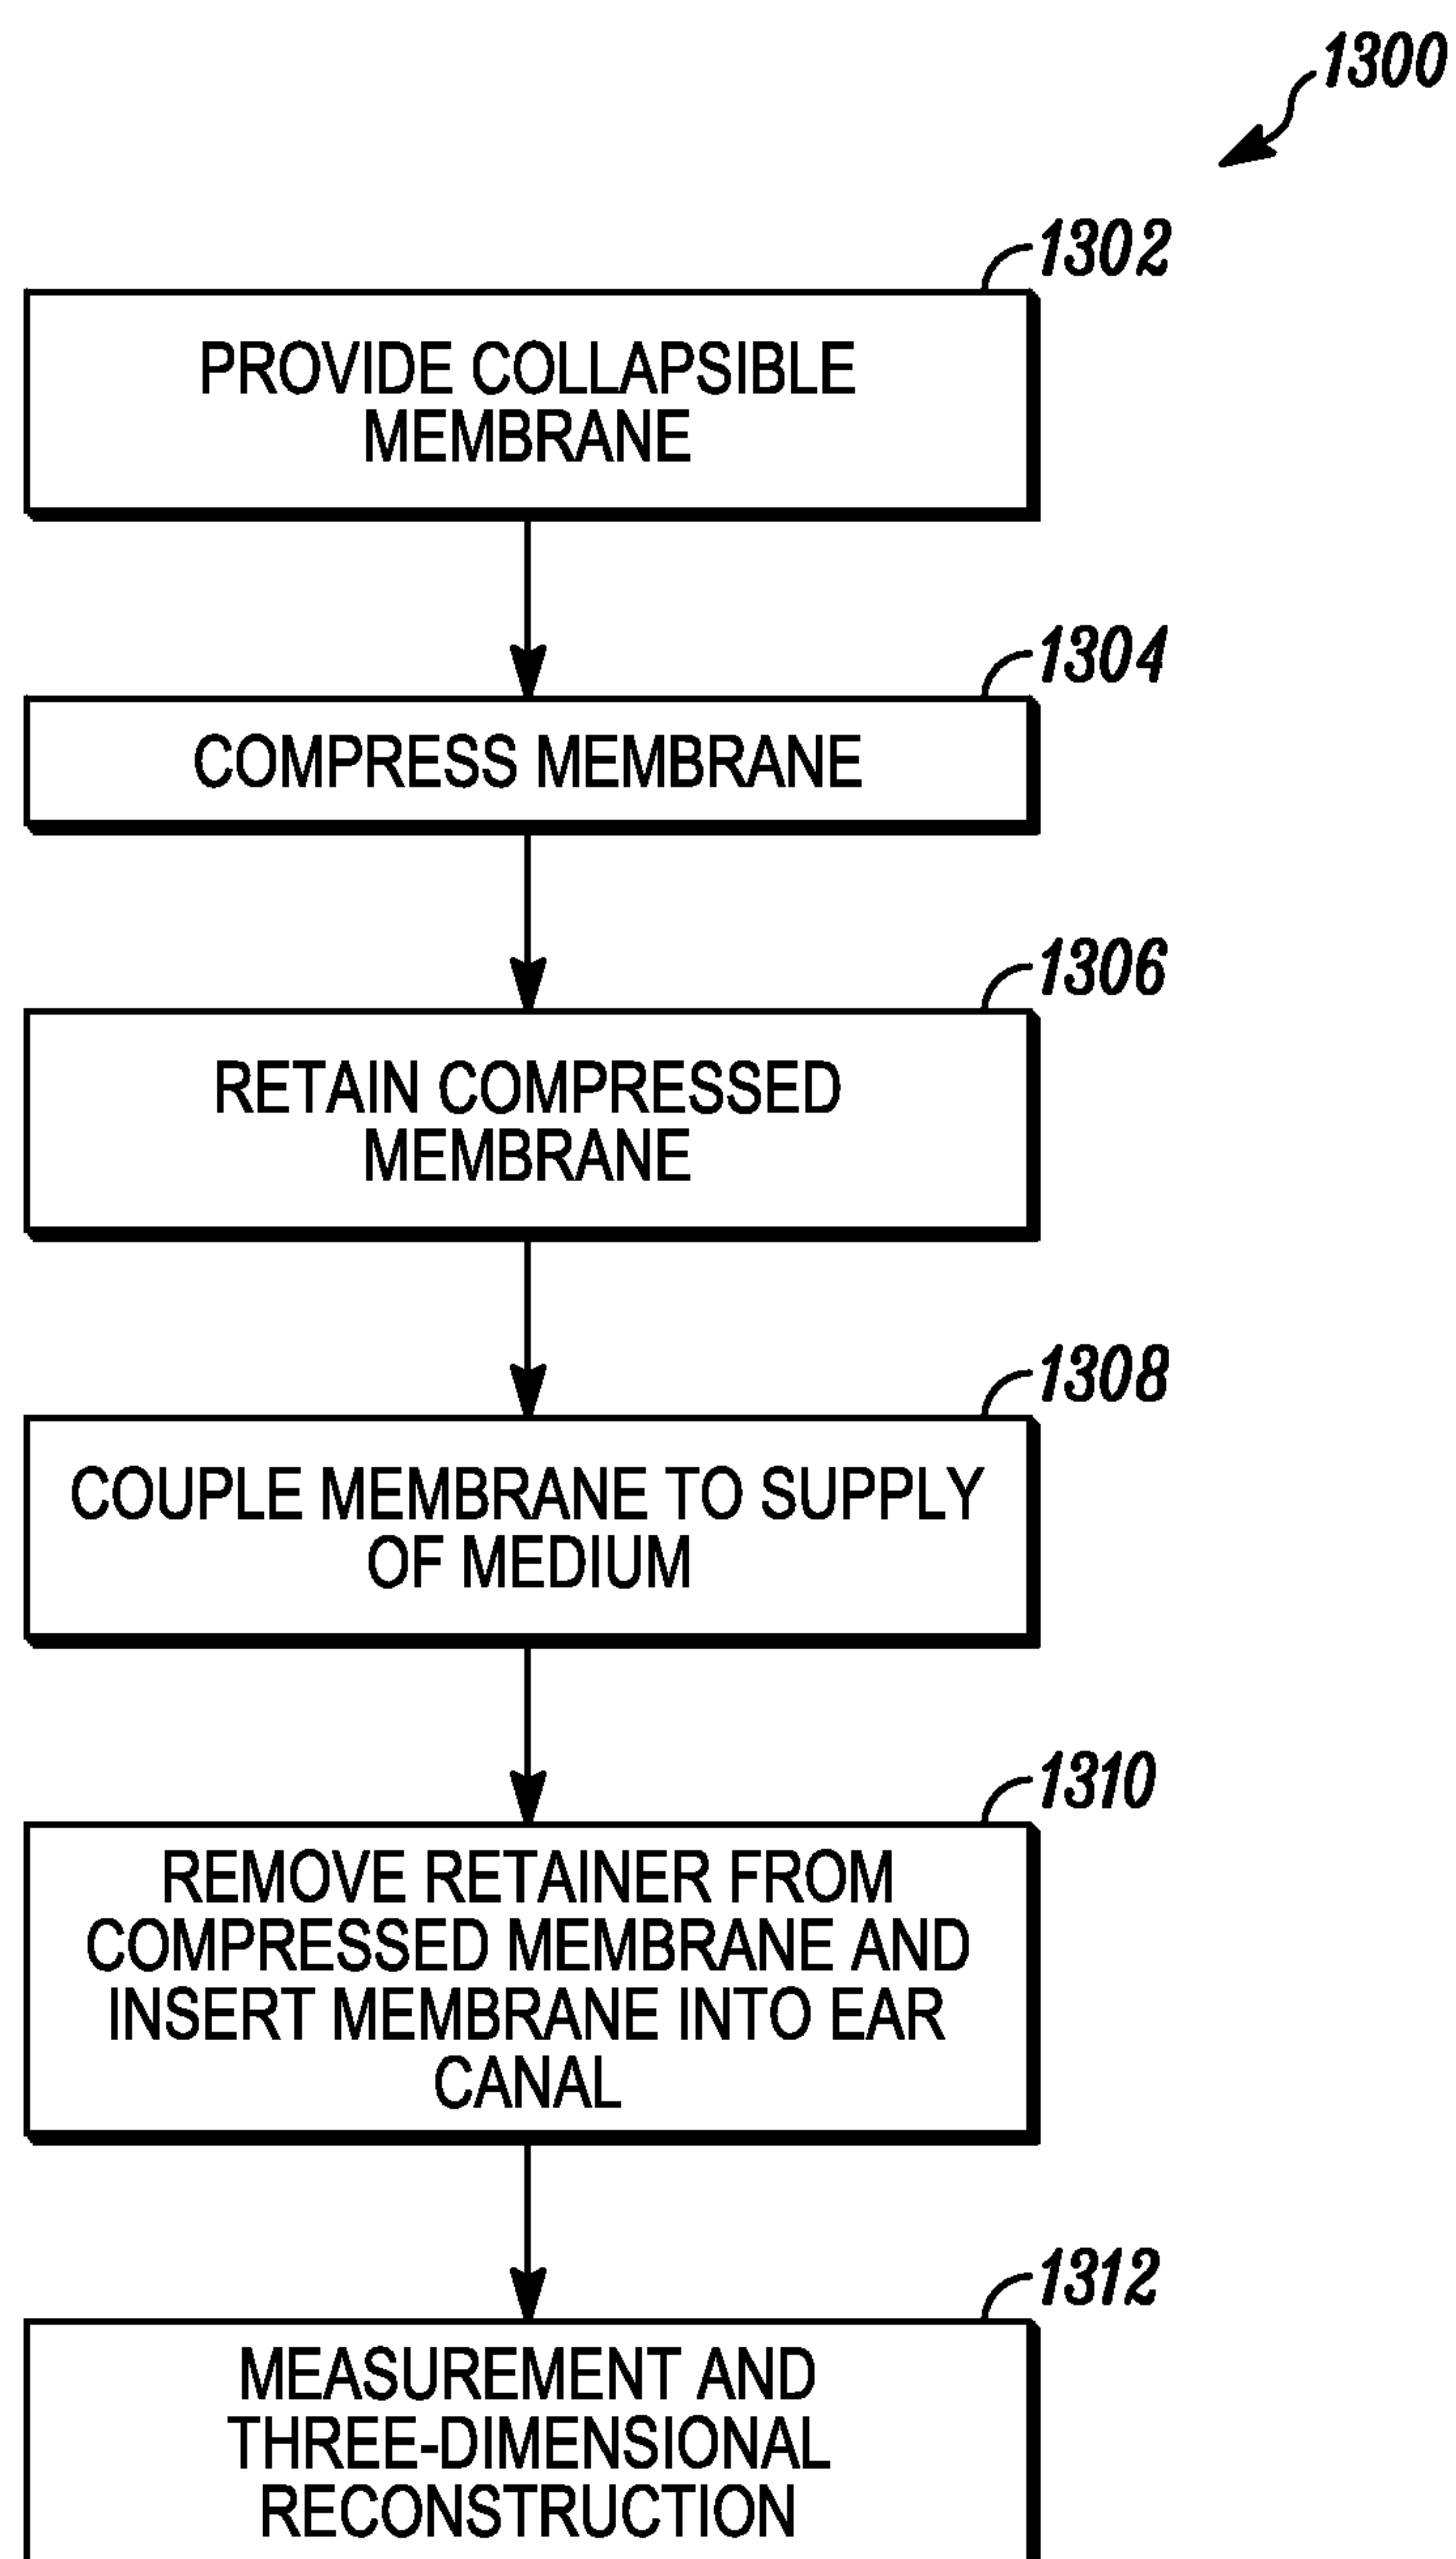 1300
1302
PROVIDE COLLAPSIBLE
MEMBRANE
1304
COMPRESS MEMBRANE
1306
RETAIN COMPRESSED
MEMBRANE
1308
COUPLE MEMBRANE TO SUPPLY
OF MEDIUM
1310
REMOVE RETAINER FROM
COMPRESSED MEMBRANE AND
INSERT MEMBRANE INTO EAR
CANAL
1312
MEASUREMENT AND
THREE-DIMENSIONAL
RECONSTRUCTION